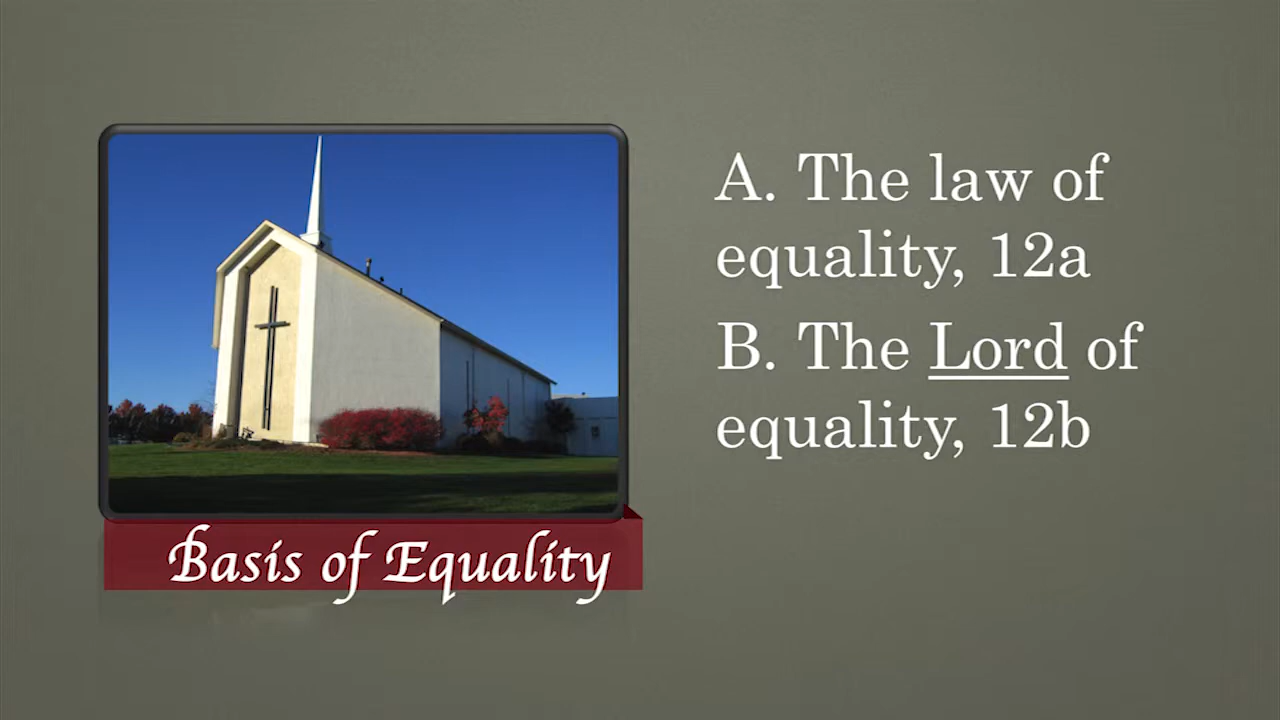 A. The law of
equality, 12a
B. The Lord of
equality, 12b
Basis of Equality